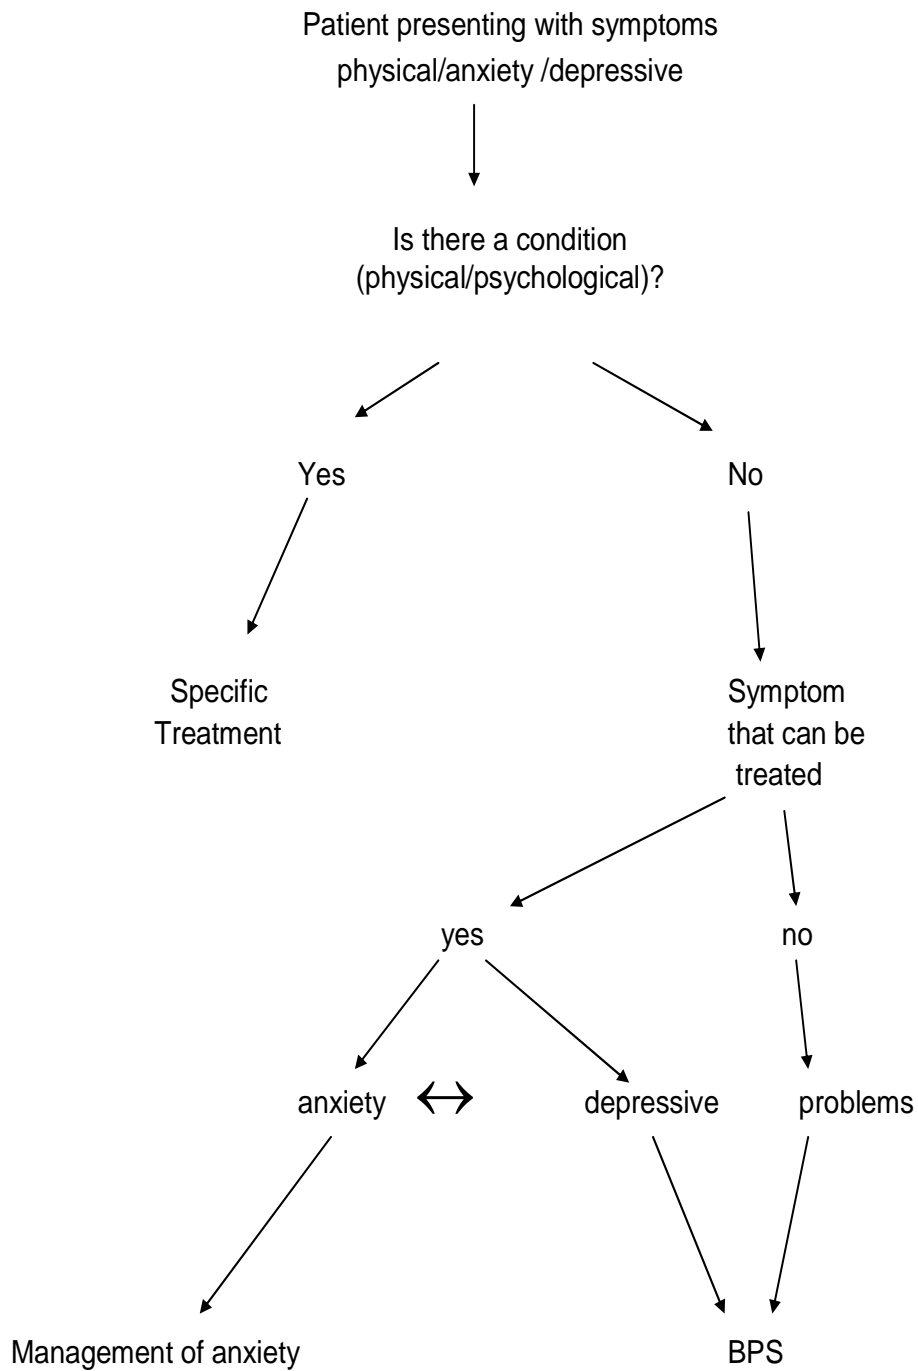 Patient presenting with symptoms
physical/anxiety /depressive
Is there a condition
(physical/psychological)?
Yes
No
Specific
Treatment
Symptom
that can be
treated
yes
no
anxiety ↔ depressive problems
Management of anxiety
BPS